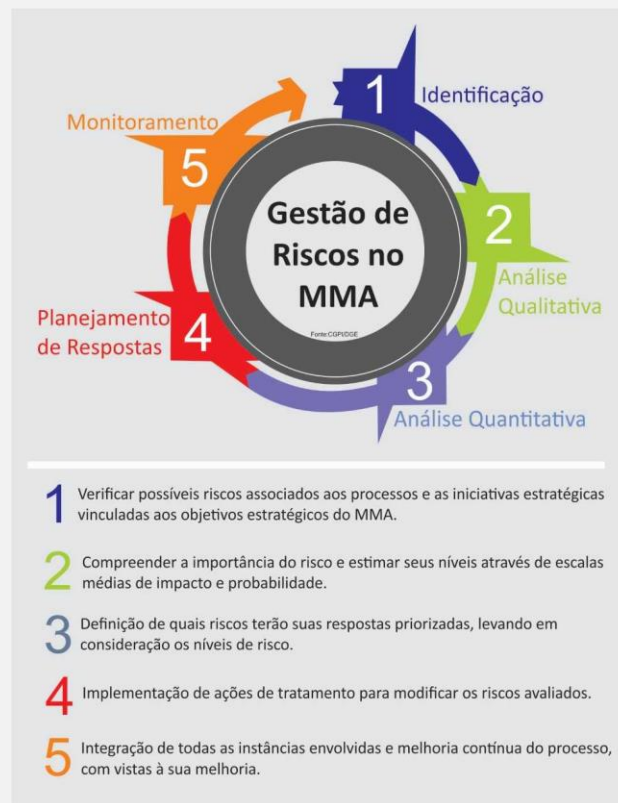 1
Identificação
Monitoramento
5
2
Gestão de
Riscos no
MMA
Fonte:CGPI/DGE
Análise
Qualitativa
Planejamento
de Respostas
4
3
Análise Quantitativa
1 Verificar possíveis riscos associados aos processos e as iniciativas estratégicas
vinculadas aos objetivos estratégicos do MMA.
2 Compreender a importância do risco e estimar seus níveis através de escalas
médias de impacto e probabilidade.
3 Definição de quais riscos terão suas respostas priorizadas, levando em
consideração os níveis de risco.
4 Implementação de ações de tratamento para modificar os riscos avaliados.
5 Integração de todas as instâncias envolvidas e melhoria contínua do processo,
com vistas à sua melhoria.